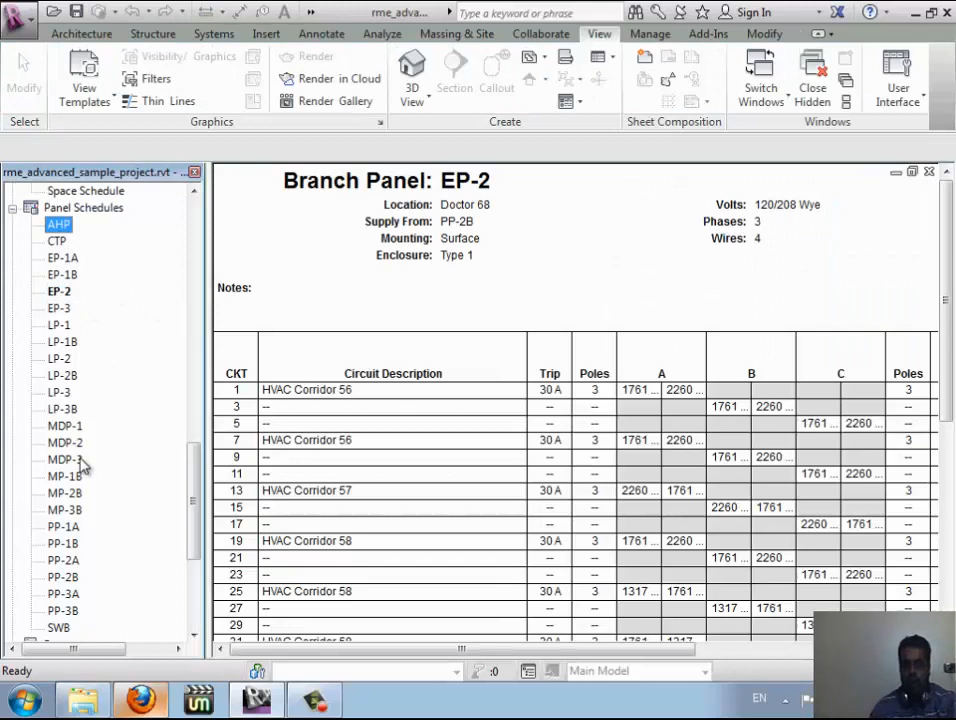 rme_adva...
Type a keyword or phrase
Sign In
Architecture Structure Systems Insert Annotate Analyze Massing & Site Collaborate View Manage Add-Ins Modify
Modify
View Templates
Visibility/ Graphics
Filters
Thin Lines
Render
Render in Cloud
Render Gallery
3D View
Section
Callout
Switch Windows
Close Hidden
User Interface
Select Graphics Create Sheet Composition Windows
rme_advanced_sample_project.rvt - ...
Space Schedule
Panel Schedules
AHP
CTP
EP-1A
EP-1B
EP-2
EP-3
LP-1
LP-1B
LP-2
LP-2B
LP-3
LP-3B
MDP-1
MDP-2
MDP-3
MP-1B
MP-2B
MP-3B
PP-1A
PP-1B
PP-2A
PP-2B
PP-3A
PP-3B
SWB
Branch Panel: EP-2
Location: Doctor 68 Volts: 120/208 Wye
Supply From: PP-2B Phases: 3
Mounting: Surface Wires: 4
Enclosure: Type 1
Notes:
CKT Circuit Description Trip Poles A B C Poles
1 HVAC Corridor 56 30 A 3 1761 ... 2260 ... 3
3 -- -- -- 1761 ... 2260 ... --
5 -- -- -- 1761 ... 2260 ... --
7 HVAC Corridor 56 30 A 3 1761 ... 2260 ... 3
9 -- -- -- 1761 ... 2260 ... --
11 -- -- -- 1761 ... 2260 ... --
13 HVAC Corridor 57 30 A 3 2260 ... 1761 ... 3
15 -- -- -- 2260 ... 1761 ... --
17 -- -- -- 2260 ... 1761 ... --
19 HVAC Corridor 58 30 A 3 1761 ... 2260 ... 3
21 -- -- -- 1761 ... 2260 ... --
23 -- -- -- 1761 ... 2260 ... --
25 HVAC Corridor 58 30 A 3 1317 ... 1761 ... 3
27 -- -- -- 1317 ... 1761 ...
29 -- -- --
31 HVAC Corridor 58 30 A 3 1761 ... 1317 ...
Ready
:0
Main Model
EN